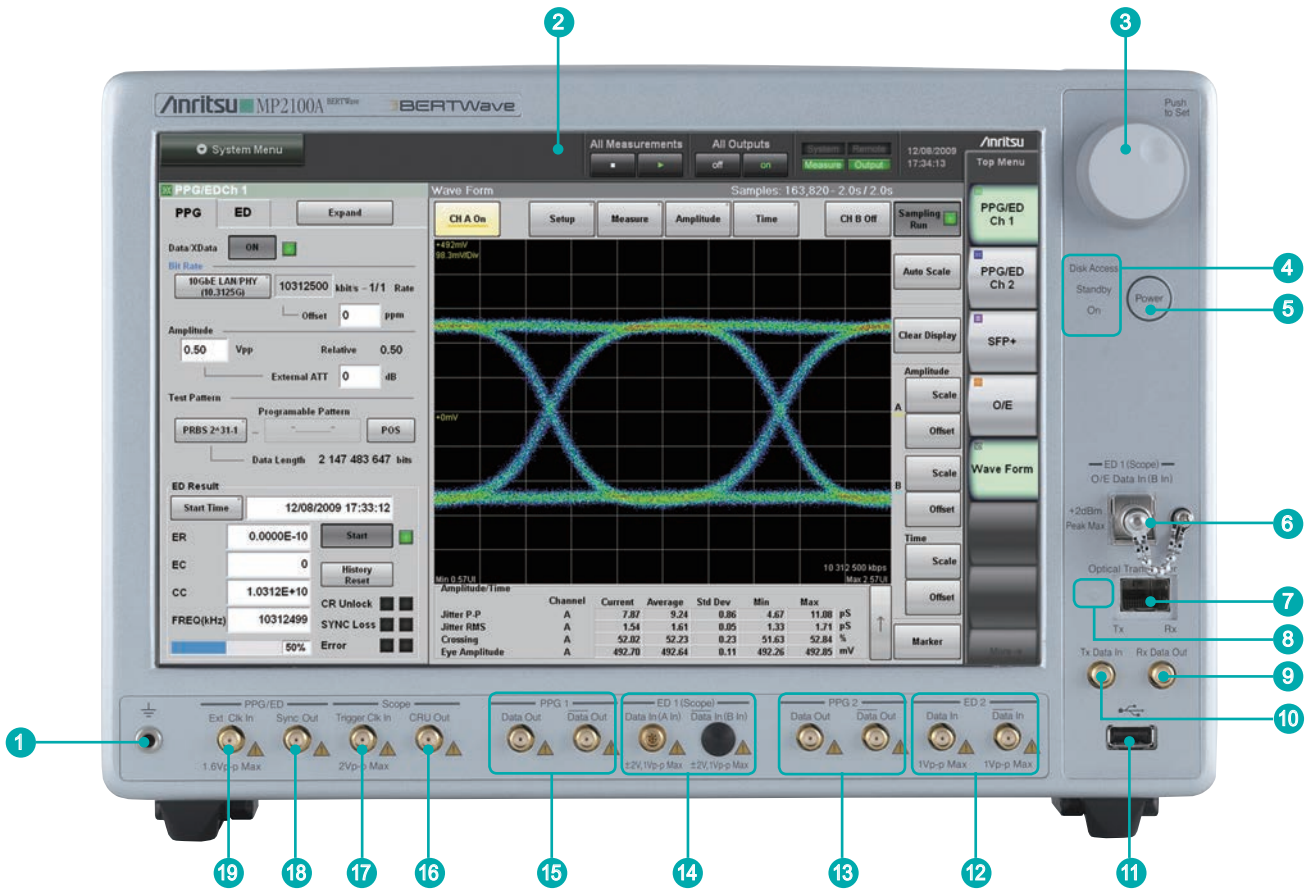 2
3
Anritsu MP2100A BERTWave BERTWave
Push
to Set
System Menu
All Measurements
All Outputs
off
on
System
Remote
Measure
Output
12/08/2009
17:34:13
Anritsu
Top Menu
PPG/EDCh 1
PPG
ED
Expand
Data/XData
ON
Bit Rate
10GbE LAN/PHY
(10.3125G)
10312500 kbit/s - 1/1 Rate
Offset 0 ppm
Amplitude
0.50 Vpp
Relative 0.50
External ATT 0 dB
Test Pattern
Programable Pattern
PRBS 2^31-1
POS
Data Length 2 147 483 647 bits
ED Result
Start Time
12/08/2009 17:33:12
ER 0.0000E-10
Start
EC 0
History
Reset
CC 1.0312E+10
CR Unlock
FREQ(kHz) 10312499
SYNC Loss
50%
Error
Wave Form
Samples: 163,820 - 2.0s / 2.0s
CH A On
Setup
Measure
Amplitude
Time
CH B Off
Sampling
Run
+492mV
98.3mV/Div
+0mV
Min 0.57UI
10 312 500 kbps
Max 2.57UI
Auto Scale
Clear Display
Amplitude
A
Scale
Offset
B
Scale
Offset
Time
Scale
Offset
Marker
Amplitude/Time
Channel Current Average Std Dev Min Max
Jitter P-P A 7.87 9.24 0.86 4.67 11.08 pS
Jitter RMS A 1.54 1.61 0.05 1.33 1.71 pS
Crossing A 52.02 52.23 0.23 51.63 52.84 %
Eye Amplitude A 492.70 492.64 0.11 492.26 492.85 mV
PPG/ED
Ch 1
PPG/ED
Ch 2
SFP+
O/E
Wave Form
More→
Disk Access
Standby
On
Power
4
5
ED 1 (Scope)
O/E Data In (B In)
+2dBm
Peak Max
6
7
8
Tx
Rx
Tx Data In
Rx Data Out
9
10
11
1
PPG/ED
Ext. Clk In
Sync Out
1.6Vp-p Max
Scope
Trigger Clk In
CRU Out
2Vp-p Max
PPG 1
Data Out
Data Out
ED 1 (Scope)
Data In (A In)
Data In (B In)
±2V,1Vp-p Max
±2V,1Vp-p Max
PPG 2
Data Out
Data Out
ED 2
Data In
Data In
1Vp-p Max
1Vp-p Max
19
18
17
16
15
14
13
12